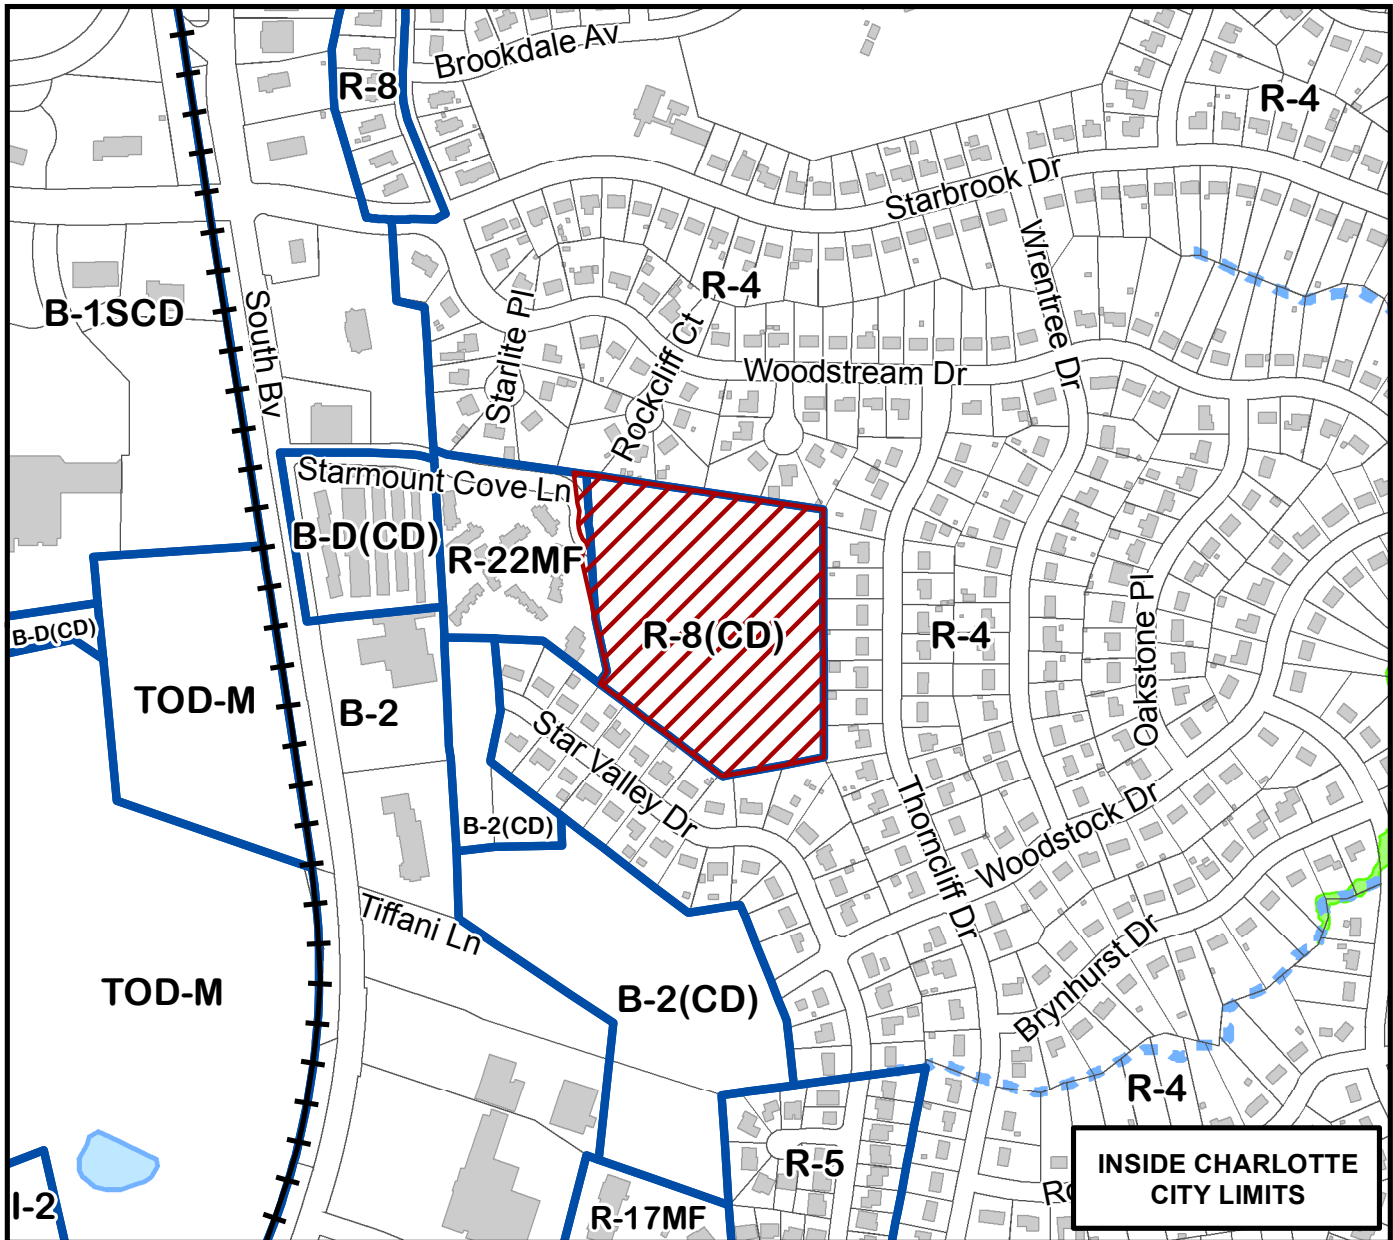 Brookdale Av
R-8
R-4
Starbrook Dr
Wrentree Dr
R-4
B-1SCD
South Bv
Starlite Pl
Rockcliff Ct
Woodstream Dr
Starmount Cove Ln
B-D(CD)
R-22MF
R-8(CD)
R-4
Oakstone Pl
B-D(CD)
TOD-M
B-2
Star Valley Dr
B-2(CD)
Thorncliff Dr
Woodstock Dr
Tiffani Ln
TOD-M
B-2(CD)
Brynhurst Dr
R-4
R-5
I-2
R-17MF
INSIDE CHARLOTTE
CITY LIMITS